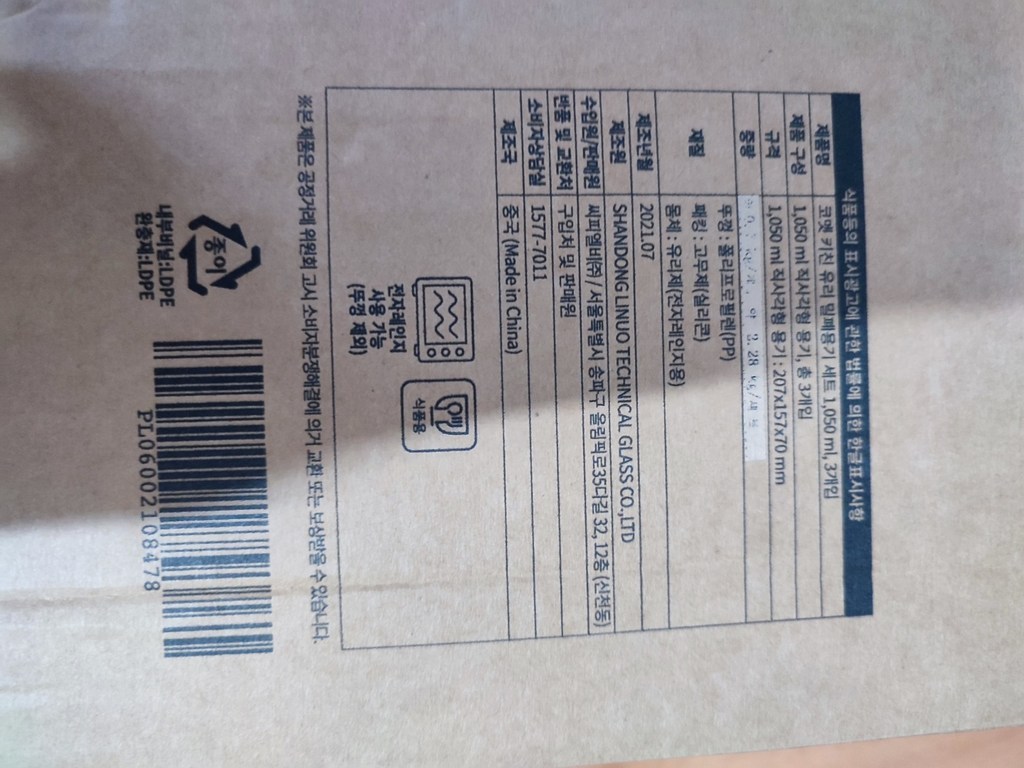 식품등의 표시광고에 관한 법률에 의한 한글표시사항
제품명 코멧 키친 유리 밀폐용기 세트 1,050 ml, 3개입
제품 구성 1,050 ml 직사각형 용기, 총 3개입
규격 1,050 ml 직사각형 용기 : 207x157x70 mm
중량 3.28
재질 뚜껑 : 폴리프로필렌(PP)
패킹 : 고무제(실리콘)
몸체 : 유리제(전자레인지용)
제조년월 2021.07
제조원 SHANDONG LINUO TECHNICAL GLASS CO.,LTD
수입원/판매원 씨피엘비㈜ / 서울특별시 송파구 올림픽로35다길 32, 12층 (신천동)
반품 및 교환처 구입처 및 판매원
소비자상담실 1577-7011
제조국 중국 (Made in China)
전자레인지
사용 가능
(뚜껑 제외)
식품용
※본 제품은 공정거래 위원회 고시 소비자분쟁해결에 의거 교환 또는 보상받을 수 있습니다.
종이
내부비닐:LDPE
완충재:LDPE
PL06002108478